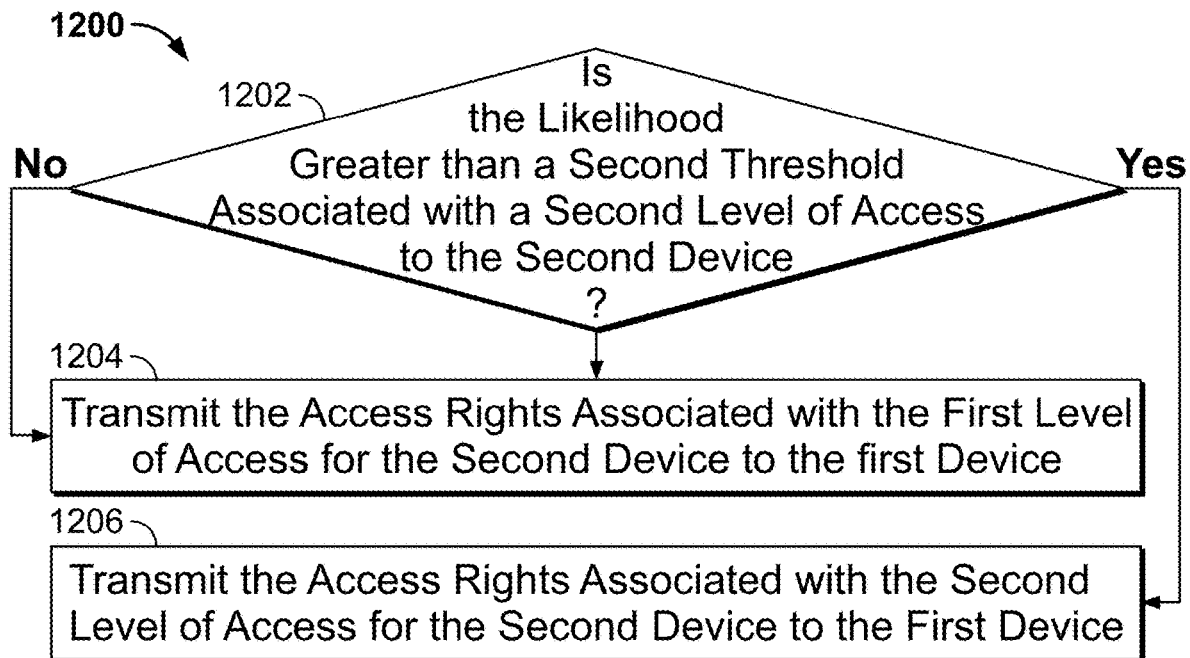 1200
1202
Is
the Likelihood
Greater than a Second Threshold
Associated with a Second Level of Access
to the Second Device
?
No
Yes
1204
Transmit the Access Rights Associated with the First Level
of Access for the Second Device to the first Device
1206
Transmit the Access Rights Associated with the Second
Level of Access for the Second Device to the First Device